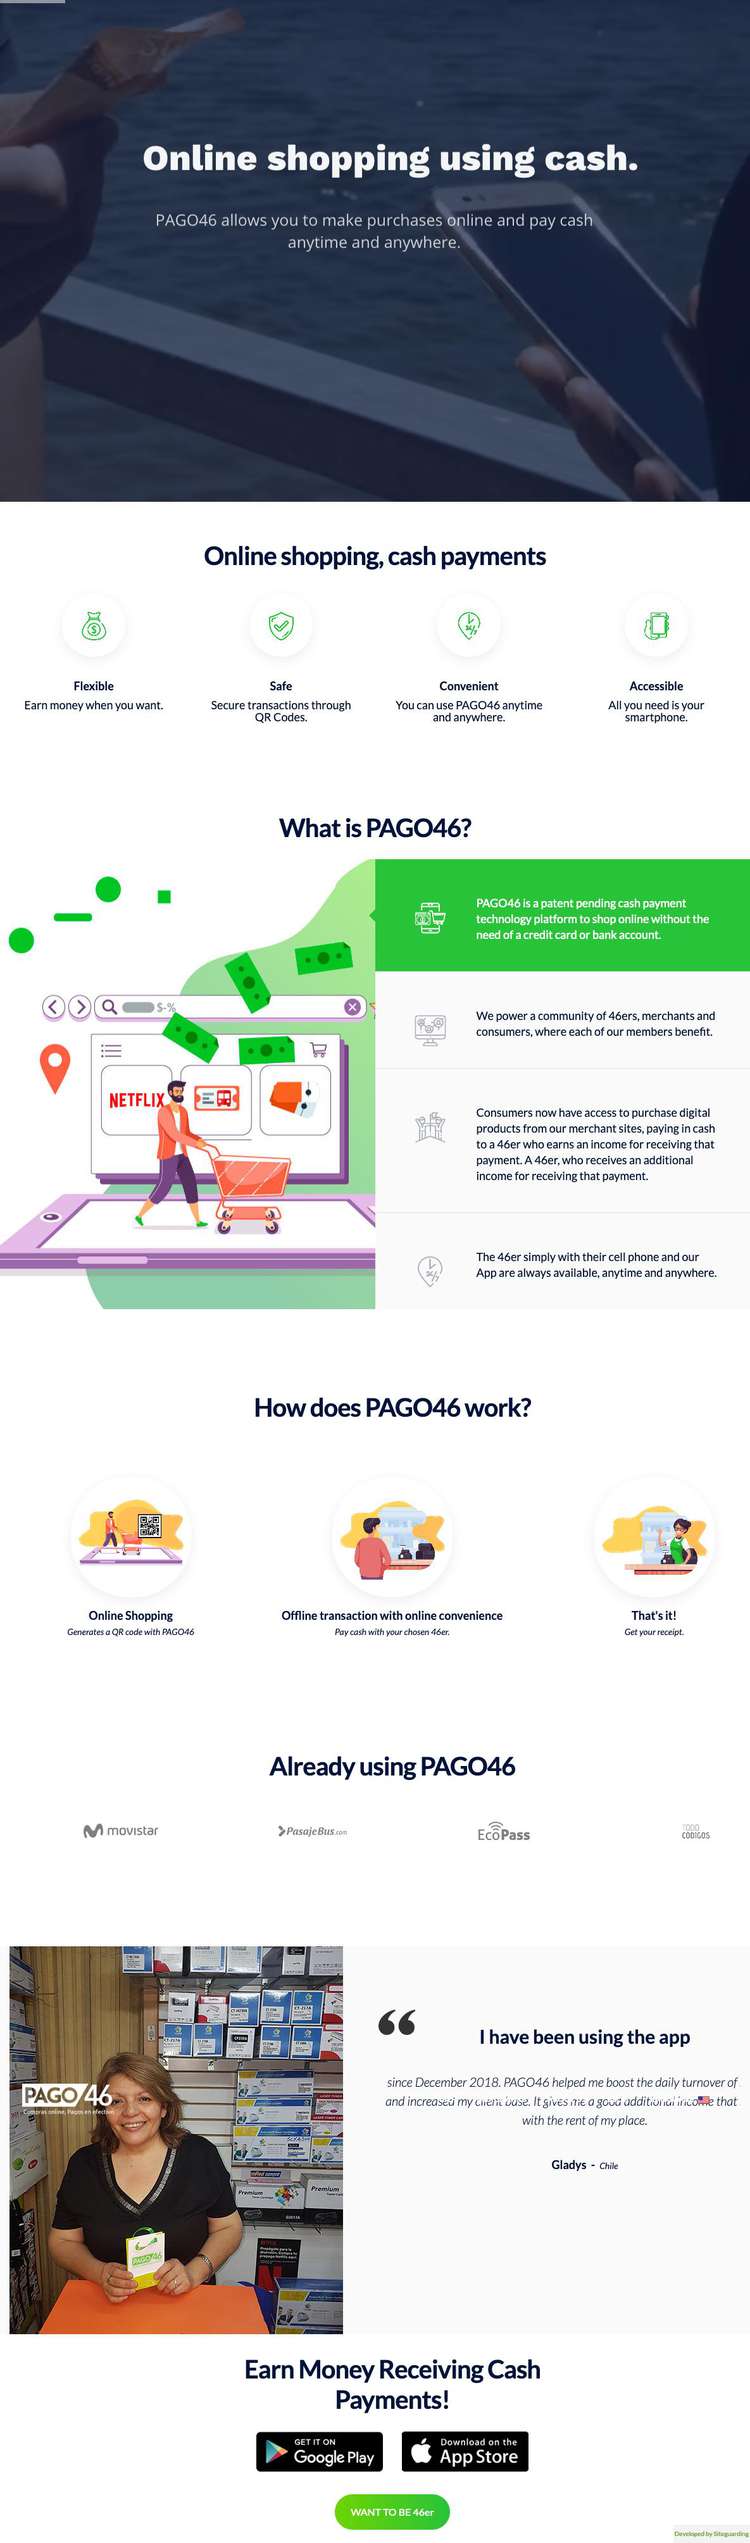 Online shopping using cash.
PAGO46 allows you to make purchases online and pay cash
anytime and anywhere.
Online shopping, cash payments
Flexible
Earn money when you want.
Safe
Secure transactions through
QR Codes.
Convenient
You can use PAGO46 anytime
and anywhere.
Accessible
All you need is your
smartphone.
What is PAGO46?
$-%
NETFLIX
PAGO46 is a patent pending cash payment
technology platform to shop online without the
need of a credit card or bank account.
We power a community of 46ers, merchants and
consumers, where each of our members benefit.
Consumers now have access to purchase digital
products from our merchant sites, paying in cash
to a 46er who earns an income for receiving that
payment. A 46er, who receives an additional
income for receiving that payment.
The 46er simply with their cell phone and our
App are always available, anytime and anywhere.
How does PAGO46 work?
Online Shopping
Generates a QR code with PAGO46
Offline transaction with online convenience
Pay cash with your chosen 46er.
That's it!
Get your receipt.
Already using PAGO46
movistar
PasajeBus.com
EcoPass
TODO
CODIGOS
PAGO46
Compras online, Pagos en efectivo
PAGO46
I have been using the app
since December 2018. PAGO46 helped me boost the daily turnover of
and increased my client base. It gives me a good additional income that
with the rent of my place.
Gladys - Chile
Earn Money Receiving Cash
Payments!
GET IT ON
Google Play
Download on the
App Store
WANT TO BE 46er
Developed by Siteguarding